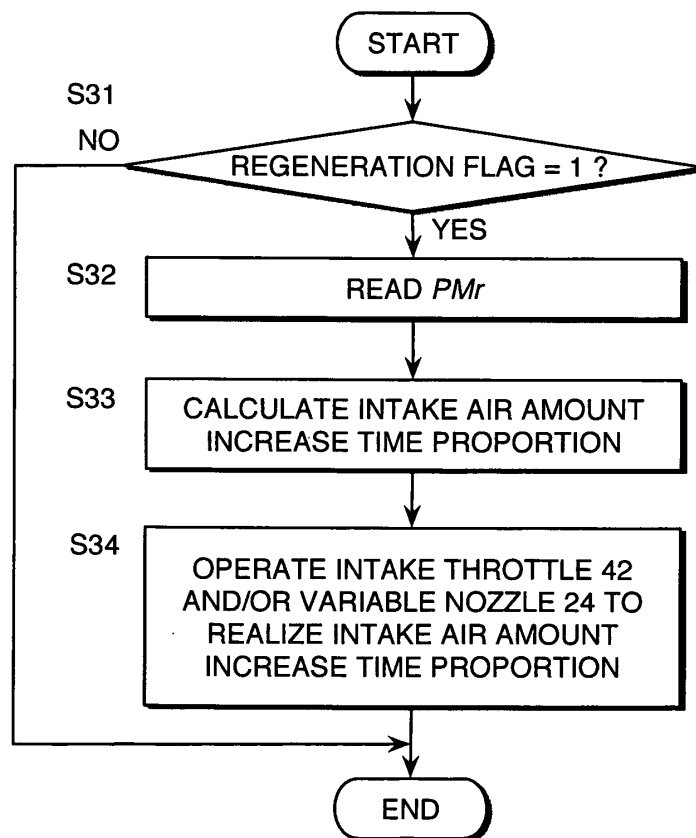 START
S31
NO
REGENERATION FLAG = 1 ?
YES
S32
READ PMr
S33
CALCULATE INTAKE AIR AMOUNT
INCREASE TIME PROPORTION
S34
OPERATE INTAKE THROTTLE 42
AND/OR VARIABLE NOZZLE 24 TO
REALIZE INTAKE AIR AMOUNT
INCREASE TIME PROPORTION
END